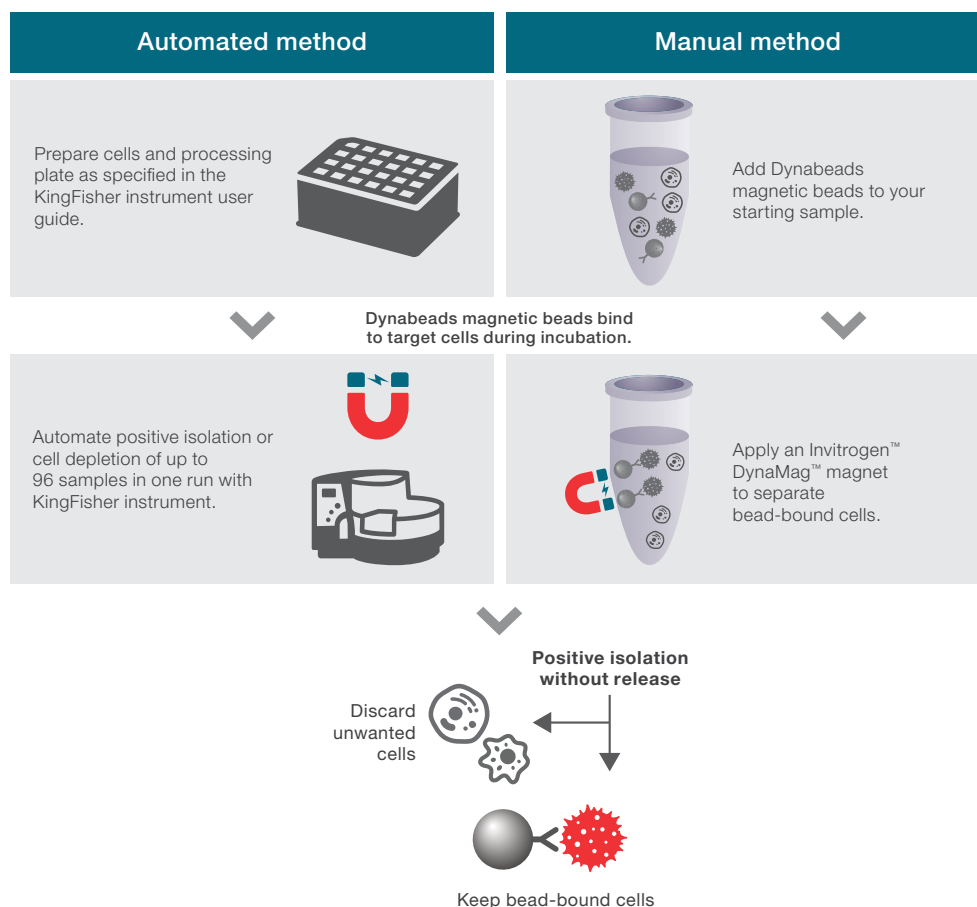 Automated method
Manual method
Prepare cells and processing
plate as specified in the
KingFisher instrument user
guide.
Add Dynabeads
magnetic beads to your
starting sample.
Dynabeads magnetic beads bind
to target cells during incubation.
Automate positive isolation or
cell depletion of up to
96 samples in one run with
KingFisher instrument.
Apply an Invitrogen™
DynaMag™ magnet
to separate
bead-bound cells.
Positive isolation
without release
Discard
unwanted
cells
Keep bead-bound cells